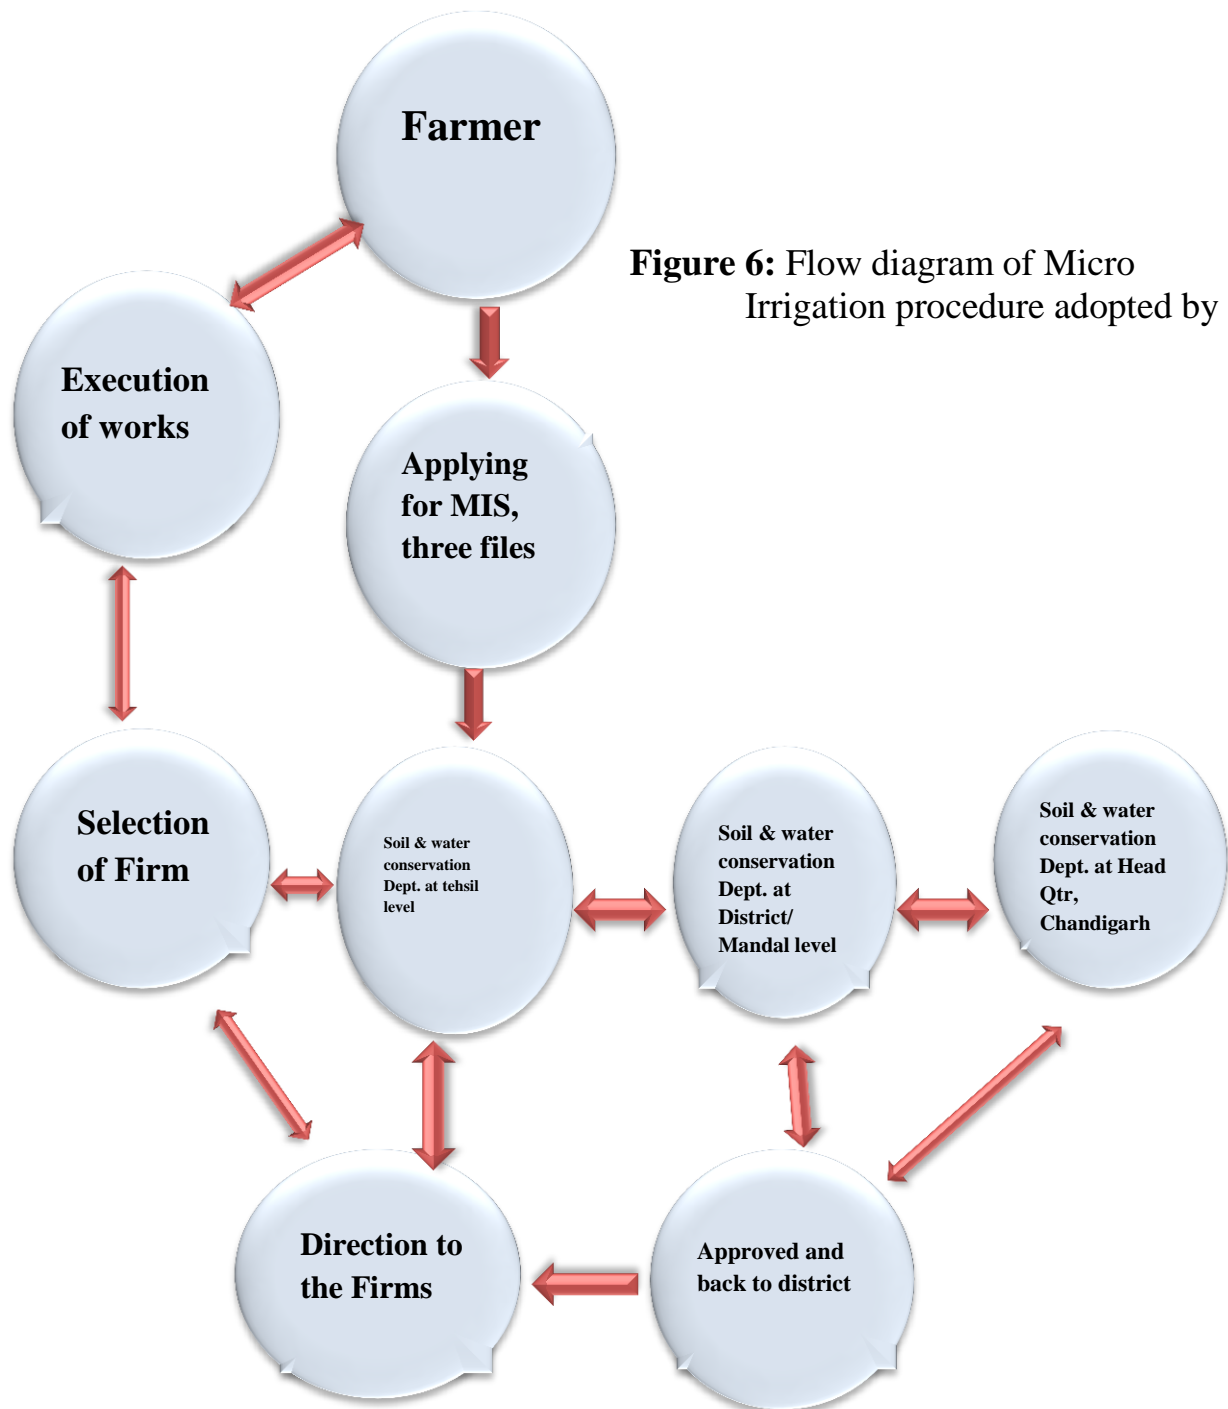 Farmer
Figure 6: Flow diagram of Micro
Irrigation procedure adopted by
Execution
of works
Applying
for MIS,
three files
Selection
of Firm
Soil & water
conservation
Dept. at tehsil
level
Soil & water
conservation
Dept. at
District/
Mandal level
Soil & water
conservation
Dept. at Head
Qtr,
Chandigarh
Direction to
the Firms
Approved and
back to district